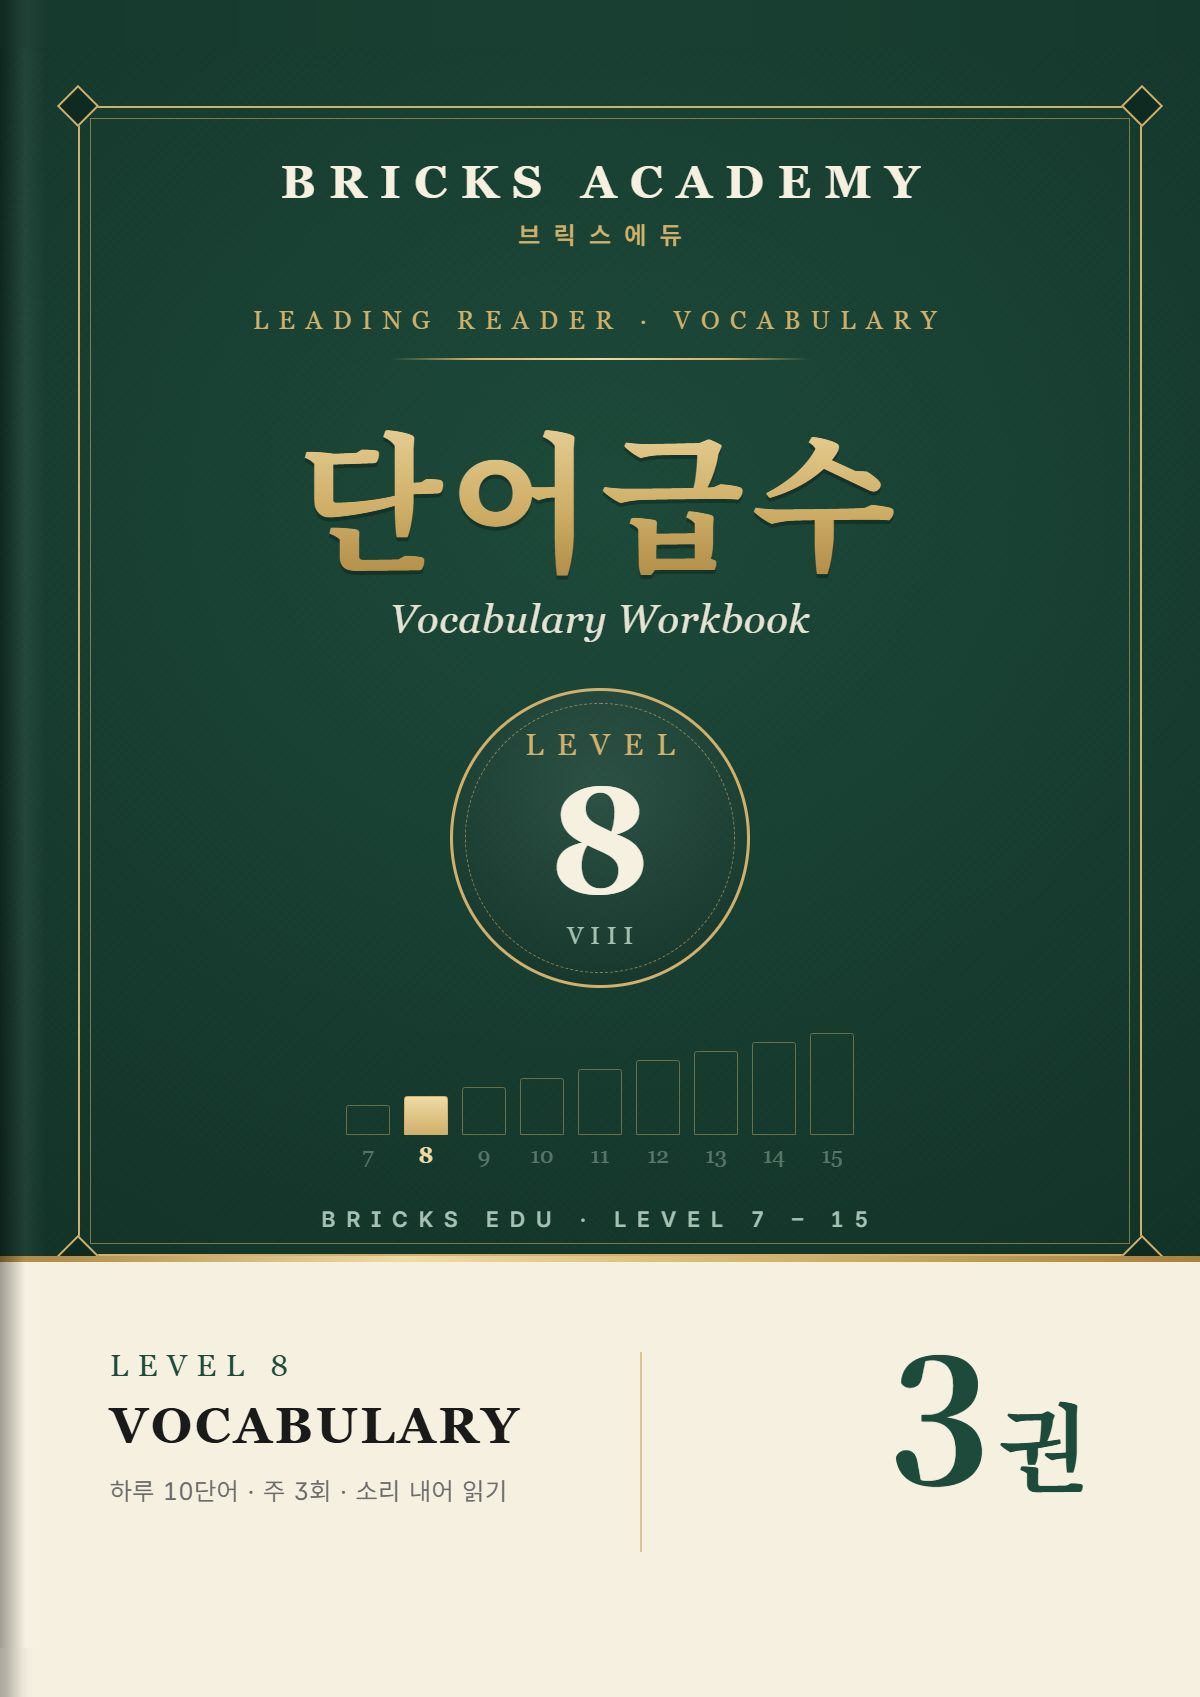 BRICKS ACADEMY
브릭스에듀
LEADING READER · VOCABULARY
단어급수
Vocabulary Workbook
LEVEL
8
VIII
7 8 9 10 11 12 13 14 15
BRICKS EDU · LEVEL 7 – 15
LEVEL 8
VOCABULARY
하루 10단어 · 주 3회 · 소리 내어 읽기
3권